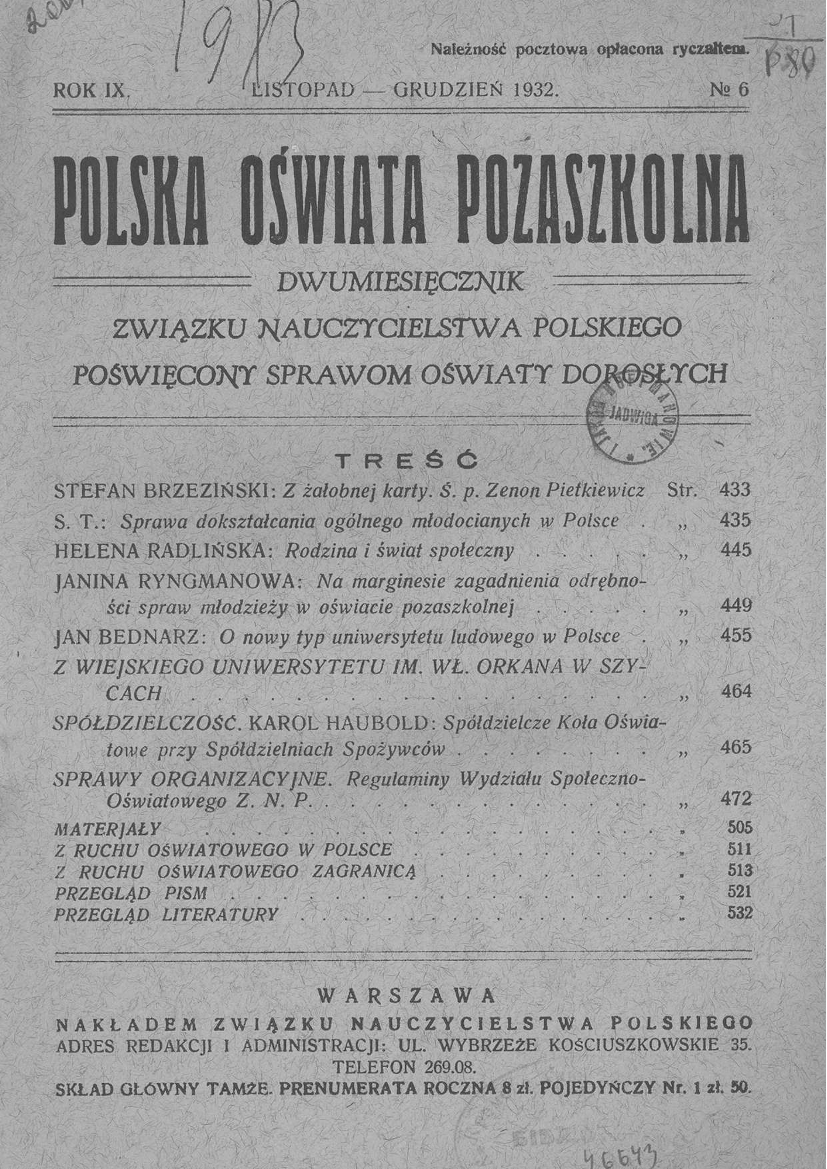 1983
Należność pocztowa opłacona ryczałtem.
ROK IX. LISTOPAD — GRUDZIEŃ 1932. № 6
POLSKA OŚWIATA POZASZKOLNA
DWUMIESIĘCZNIK
ZWIĄZKU NAUCZYCIELSTWA POLSKIEGO
POŚWIĘCONY SPRAWOM OŚWIATY DOROSŁYCH
JADWIGA
TREŚĆ
STEFAN BRZEZIŃSKI: Z żałobnej karty. Ś. p. Zenon Pietkiewicz Str. 433
S. T.: Sprawa dokształcania ogólnego młodocianych w Polsce . „ 435
HELENA RADLIŃSKA: Rodzina i świat społeczny . . . . . „ 445
JANINA RYNGMANOWA: Na marginesie zagadnienia odrębno-
ści spraw młodzieży w oświacie pozaszkolnej . . . . . „ 449
JAN BEDNARZ: O nowy typ uniwersytetu ludowego w Polsce . „ 455
Z WIEJSKIEGO UNIWERSYTETU IM. WŁ. ORKANA W SZY-
CACH . . . . . . . . . . . . . . . . . . „ 464
SPÓŁDZIELCZOŚĆ. KAROL HAUBOLD: Spółdzielcze Koła Oświa-
towe przy Spółdzielniach Spożywców . . . . . . . . „ 465
SPRAWY ORGANIZACYJNE. Regulaminy Wydziału Społeczno-
Oświatowego Z. N. P. . . . . . . . . . . . . . „ 472
MATERJAŁY . . . . . . . . . . . . . . . . . „ 505
Z RUCHU OŚWIATOWEGO W POLSCE . . . . . . . . . „ 511
Z RUCHU OŚWIATOWEGO ZAGRANICĄ . . . . . . . . „ 513
PRZEGLĄD PISM . . . . . . . . . . . . . . . . „ 521
PRZEGLĄD LITERATURY . . . . . . . . . . . . . „ 532
WARSZAWA
NAKŁADEM ZWIĄZKU NAUCZYCIELSTWA POLSKIEGO
ADRES REDAKCJI I ADMINISTRACJI: UL. WYBRZEŻE KOŚCIUSZKOWSKIE 35.
TELEFON 269.08.
SKŁAD GŁÓWNY TAMŻE. PRENUMERATA ROCZNA 8 zł. POJEDYŃCZY Nr. 1 zł. 50.
46643